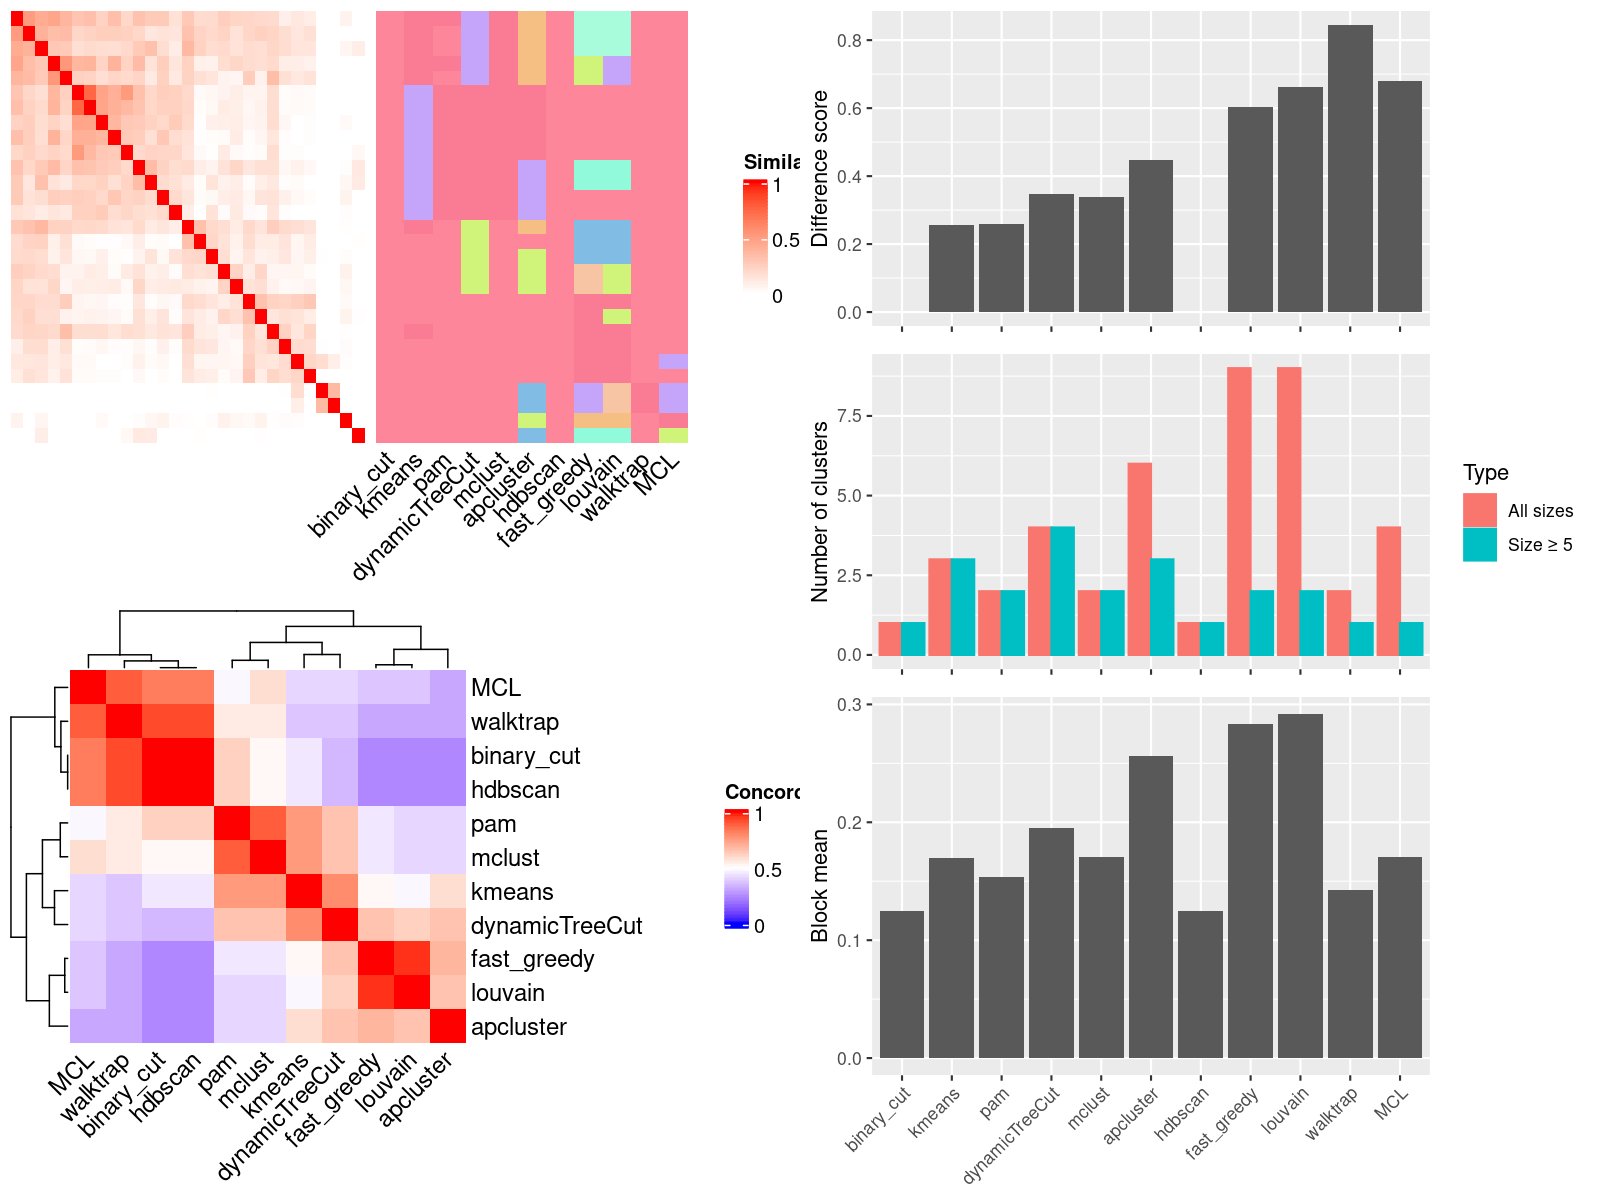 Simila
1
0.5
0
binary_cut
kmeans
pam
dynamicTreeCut
mclust
apcluster
hdbscan
fast_greedy
louvain
walktrap
MCL
MCL
walktrap
binary_cut
hdbscan
pam
mclust
kmeans
dynamicTreeCut
fast_greedy
louvain
apcluster
MCL
walktrap
binary_cut
hdbscan
pam
mclust
kmeans
dynamicTreeCut
fast_greedy
louvain
apcluster
Concord
1
0.5
0
Difference score
0.8
0.6
0.4
0.2
0.0
Number of clusters
7.5
5.0
2.5
0.0
Type
All sizes
Size ≥ 5
Block mean
0.3
0.2
0.1
0.0
binary_cut
kmeans
pam
dynamicTreeCut
mclust
apcluster
hdbscan
fast_greedy
louvain
walktrap
MCL